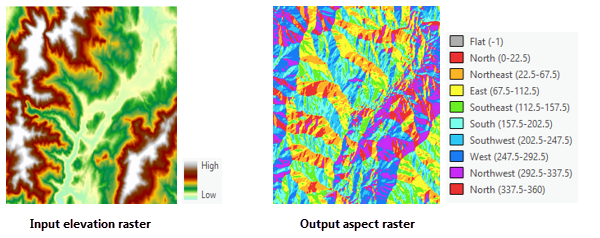 High
Low
Input elevation raster
Output aspect raster
Flat (-1)
North (0-22.5)
Northeast (22.5-67.5)
East (67.5-112.5)
Southeast (112.5-157.5)
South (157.5-202.5)
Southwest (202.5-247.5)
West (247.5-292.5)
Northwest (292.5-337.5)
North (337.5-360)